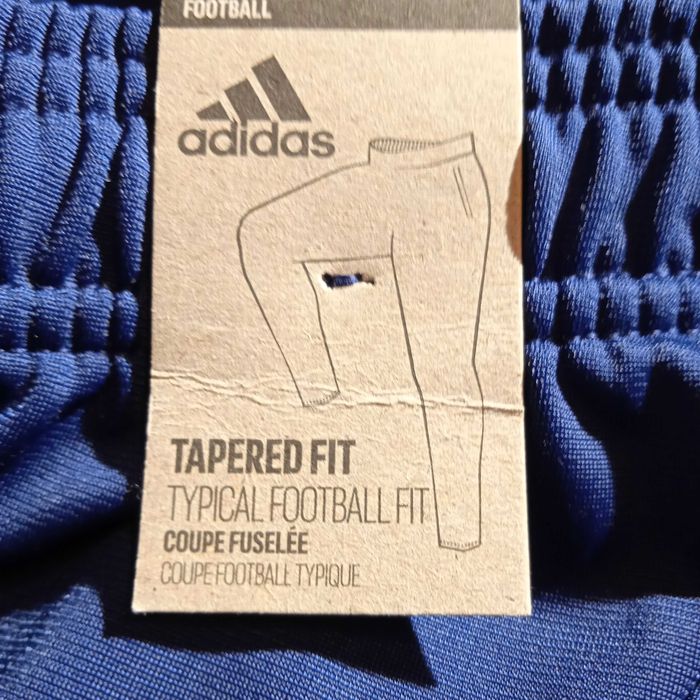 FOOTBALL
adidas
TAPERED FIT
TYPICAL FOOTBALL FIT
COUPE FUSELÉE
COUPE FOOTBALL TYPIQUE